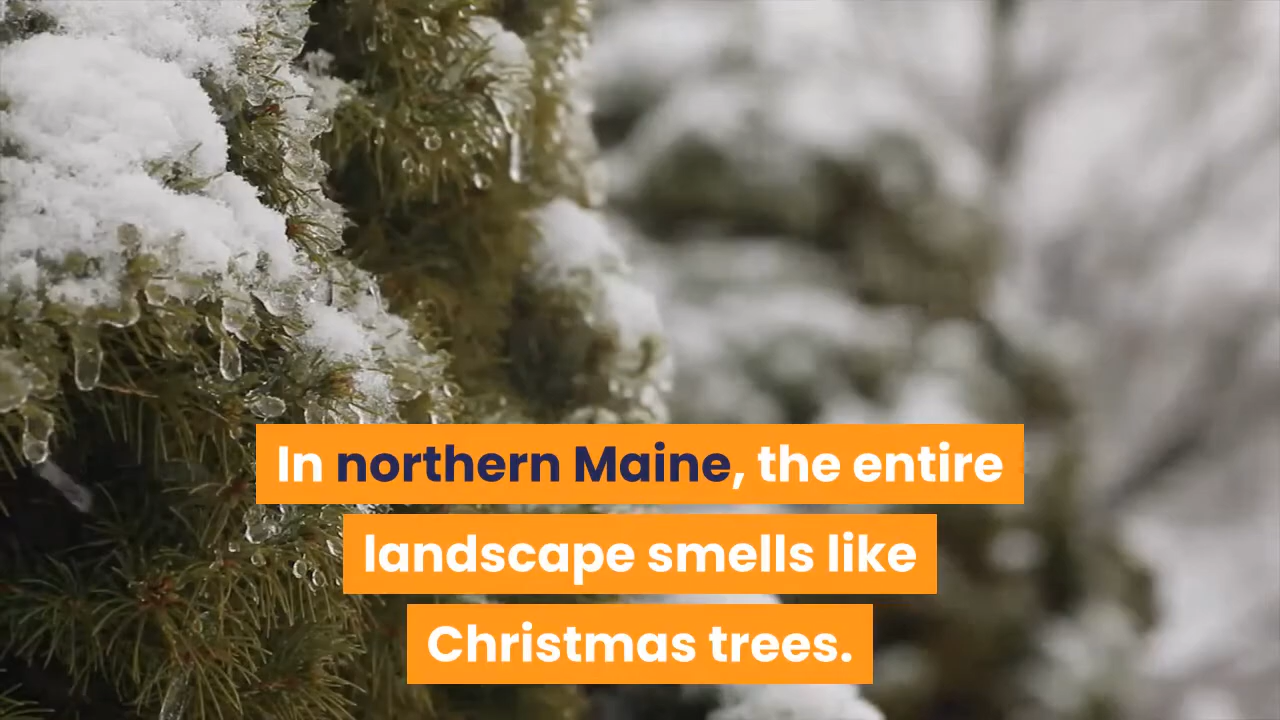 In northern Maine, the entire
landscape smells like
Christmas trees.